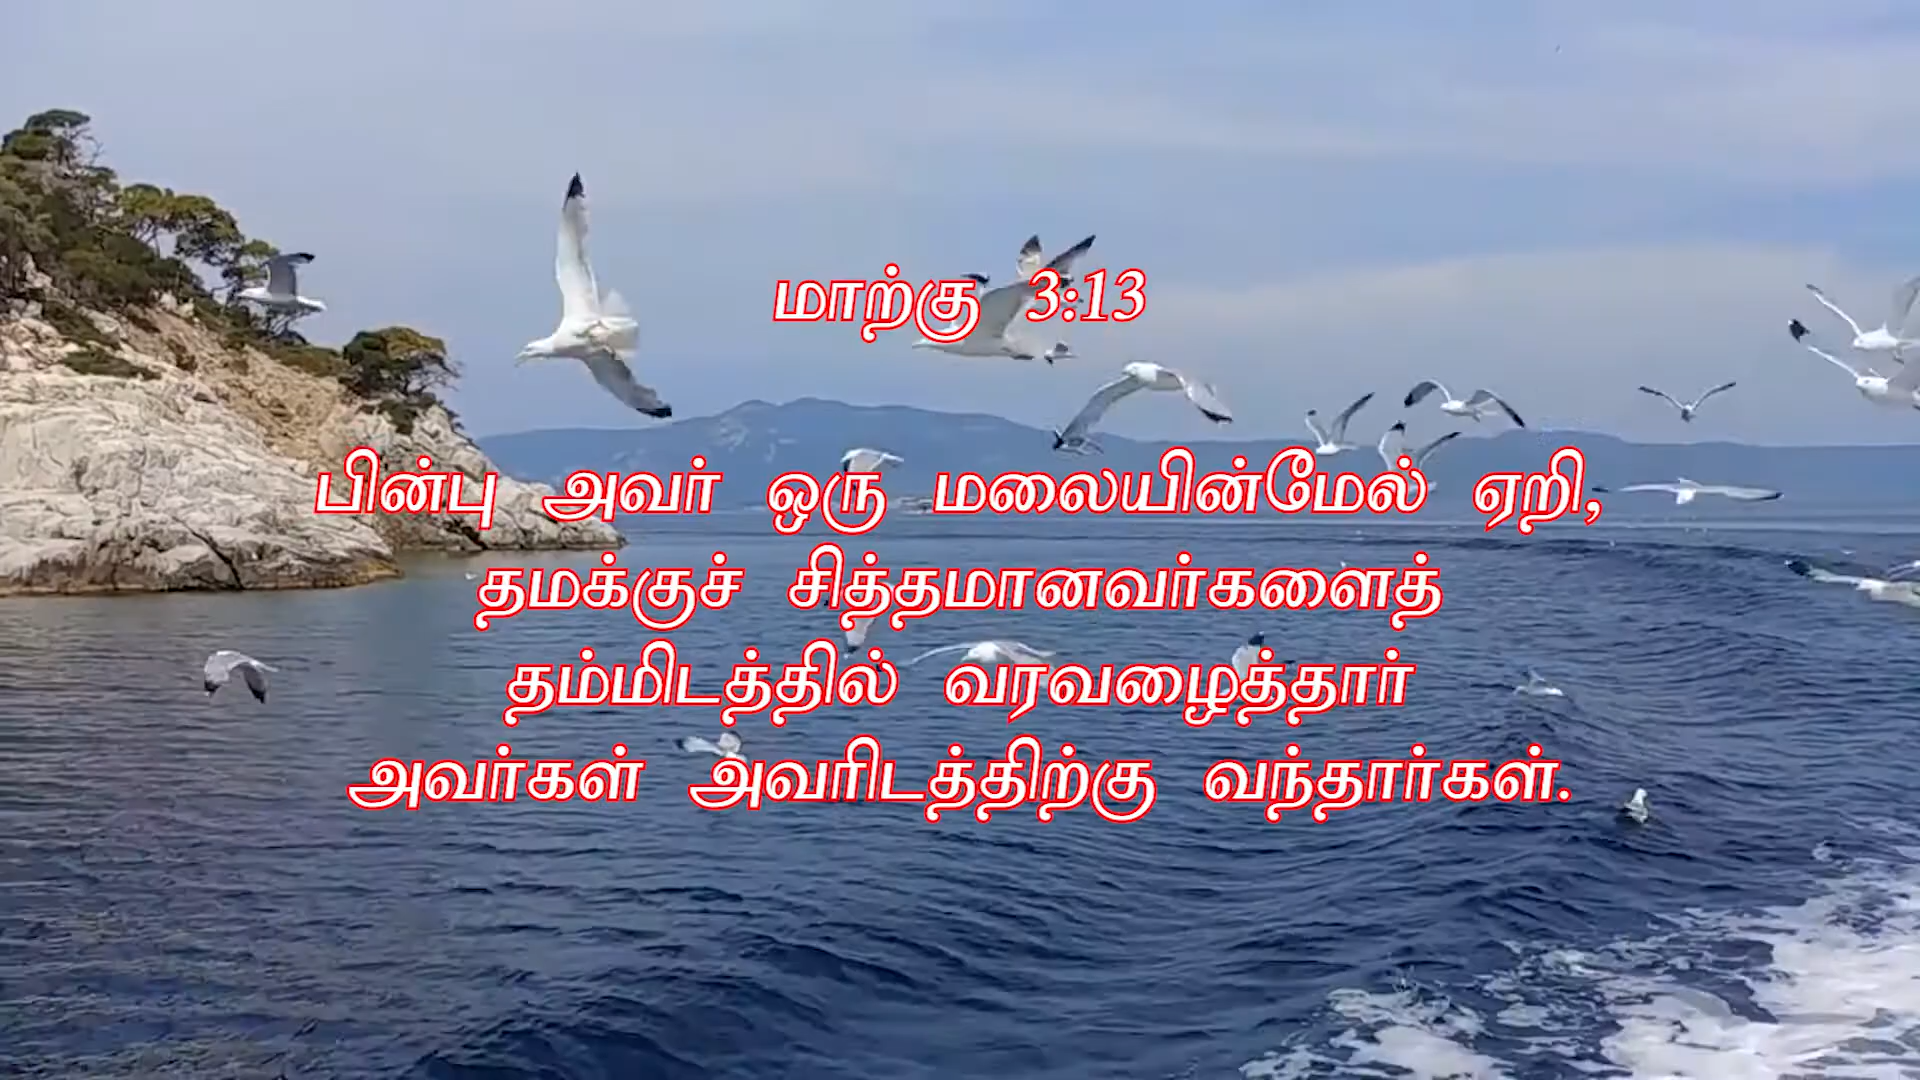 மாற்கு 3:13
பின்பு அவர் ஒரு மலையின்மேல் ஏறி,
தமக்குச் சித்தமானவர்களைத்
தம்மிடத்தில் வரவழைத்தார்
அவர்கள் அவரிடத்திற்கு வந்தார்கள்.